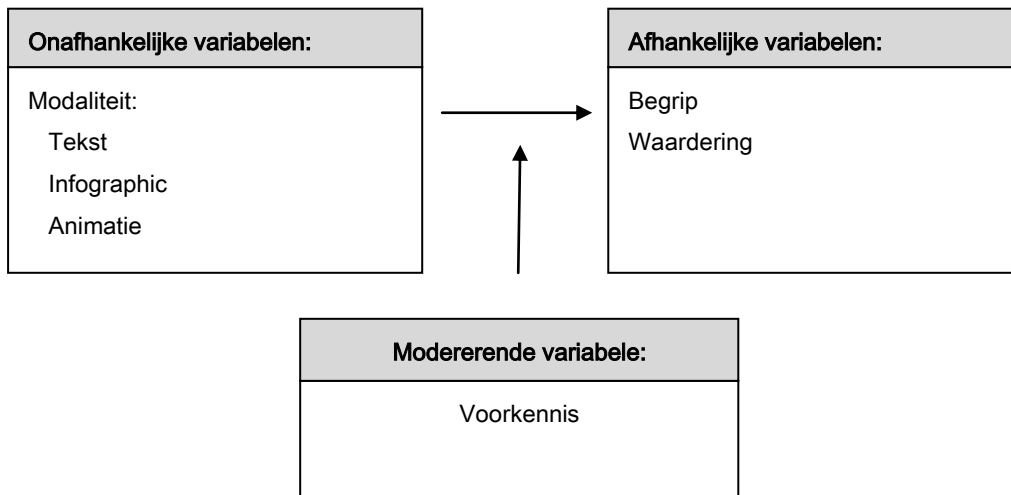 Onafhankelijke variabelen:
Modaliteit:
Tekst
Infographic
Animatie
Afhankelijke variabelen:
Begrip
Waardering
Modererende variabele:
Voorkennis